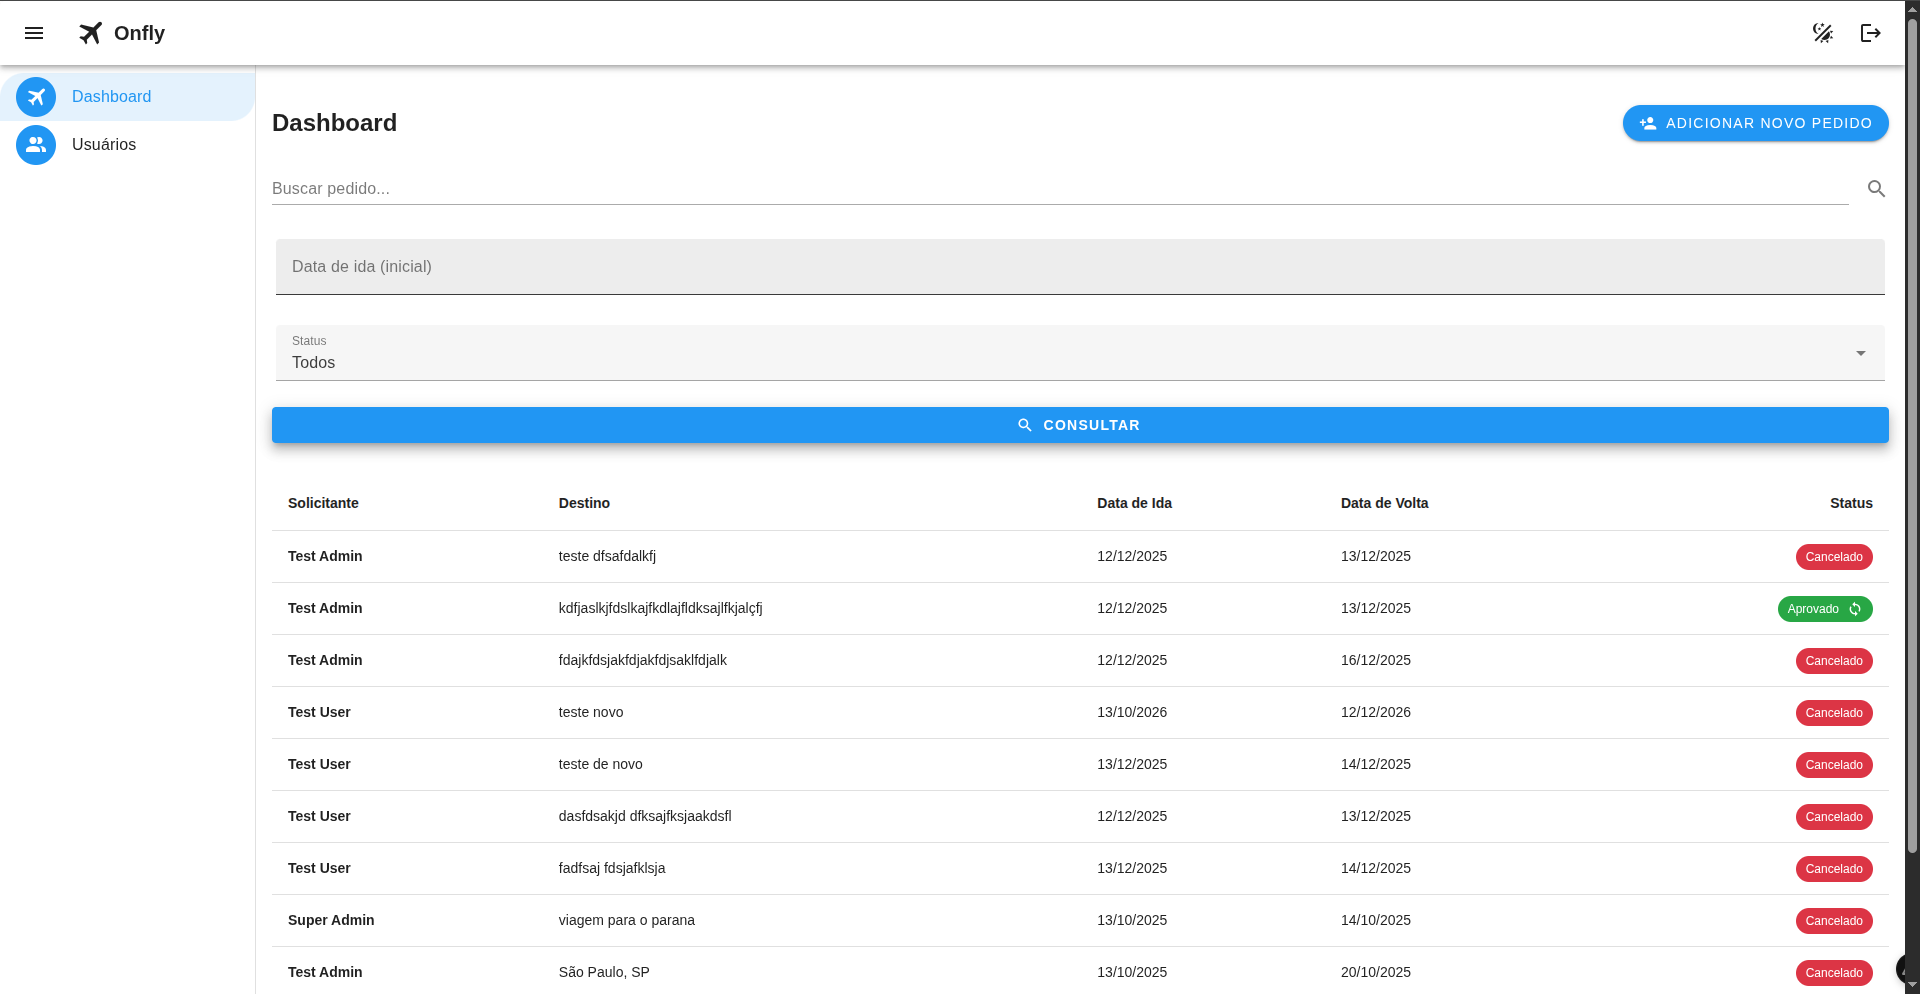 Onfly
Dashboard
Usuários
Dashboard
ADICIONAR NOVO PEDIDO
Buscar pedido...
Data de ida (inicial)
Status
Todos
CONSULTAR
Solicitante Destino Data de Ida Data de Volta Status
Test Admin teste dfsafdalkfj 12/12/2025 13/12/2025 Cancelado
Test Admin kdfjaslkjfdslkajfkdlajfldksajlfkjalçfj 12/12/2025 13/12/2025 Aprovado
Test Admin fdajkfdsjakfdjakfdjsaklfdjalk 12/12/2025 16/12/2025 Cancelado
Test User teste novo 13/10/2026 12/12/2026 Cancelado
Test User teste de novo 13/12/2025 14/12/2025 Cancelado
Test User dasfdsakjd dfksajfksjaakdsfl 12/12/2025 13/12/2025 Cancelado
Test User fadfsaj fdsjafklsja 13/12/2025 14/12/2025 Cancelado
Super Admin viagem para o parana 13/10/2025 14/10/2025 Cancelado
Test Admin São Paulo, SP 13/10/2025 20/10/2025 Cancelado